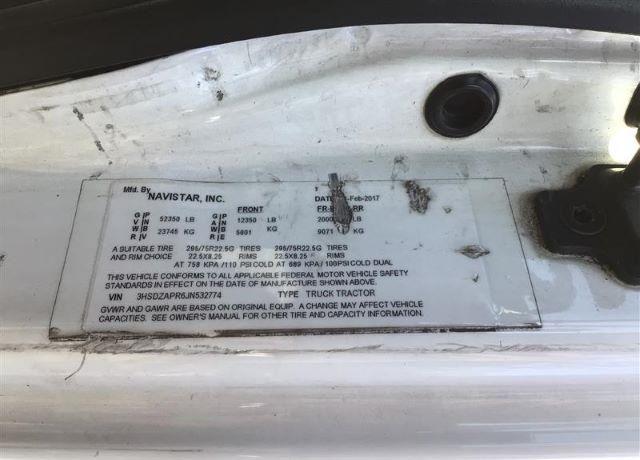 Mfd. By NAVISTAR, INC. DATE -Feb-2017
FRONT FR-I RR
G|P 52350 LB G|P 12350 LB 2000
V|N A|N
W|B 23745 KG W|B 5601 KG 9071
R|V R|E
A SUITABLE TIRE 295/75R22.5G TIRES 295/75R22.5G TIRES
AND RIM CHOICE 22.5X8.25 RIMS 22.5X8.25 RIMS
AT 758 KPA /110 PSI COLD AT 689 KPA / 100PSI COLD DUAL
THIS VEHICLE CONFORMS TO ALL APPLICABLE FEDERAL MOTOR VEHICLE SAFETY
STANDARDS IN EFFECT ON THE DATE OF MANUFACTURE SHOWN ABOVE.
VIN 3HSDZAPR6JN532774 TYPE TRUCK TRACTOR
GVWR AND GAWR ARE BASED ON ORIGINAL EQUIP. A CHANGE MAY AFFECT VEHICLE
CAPACITIES. SEE OWNER'S MANUAL FOR OTHER TIRE AND CAPACITY INFORMATION.